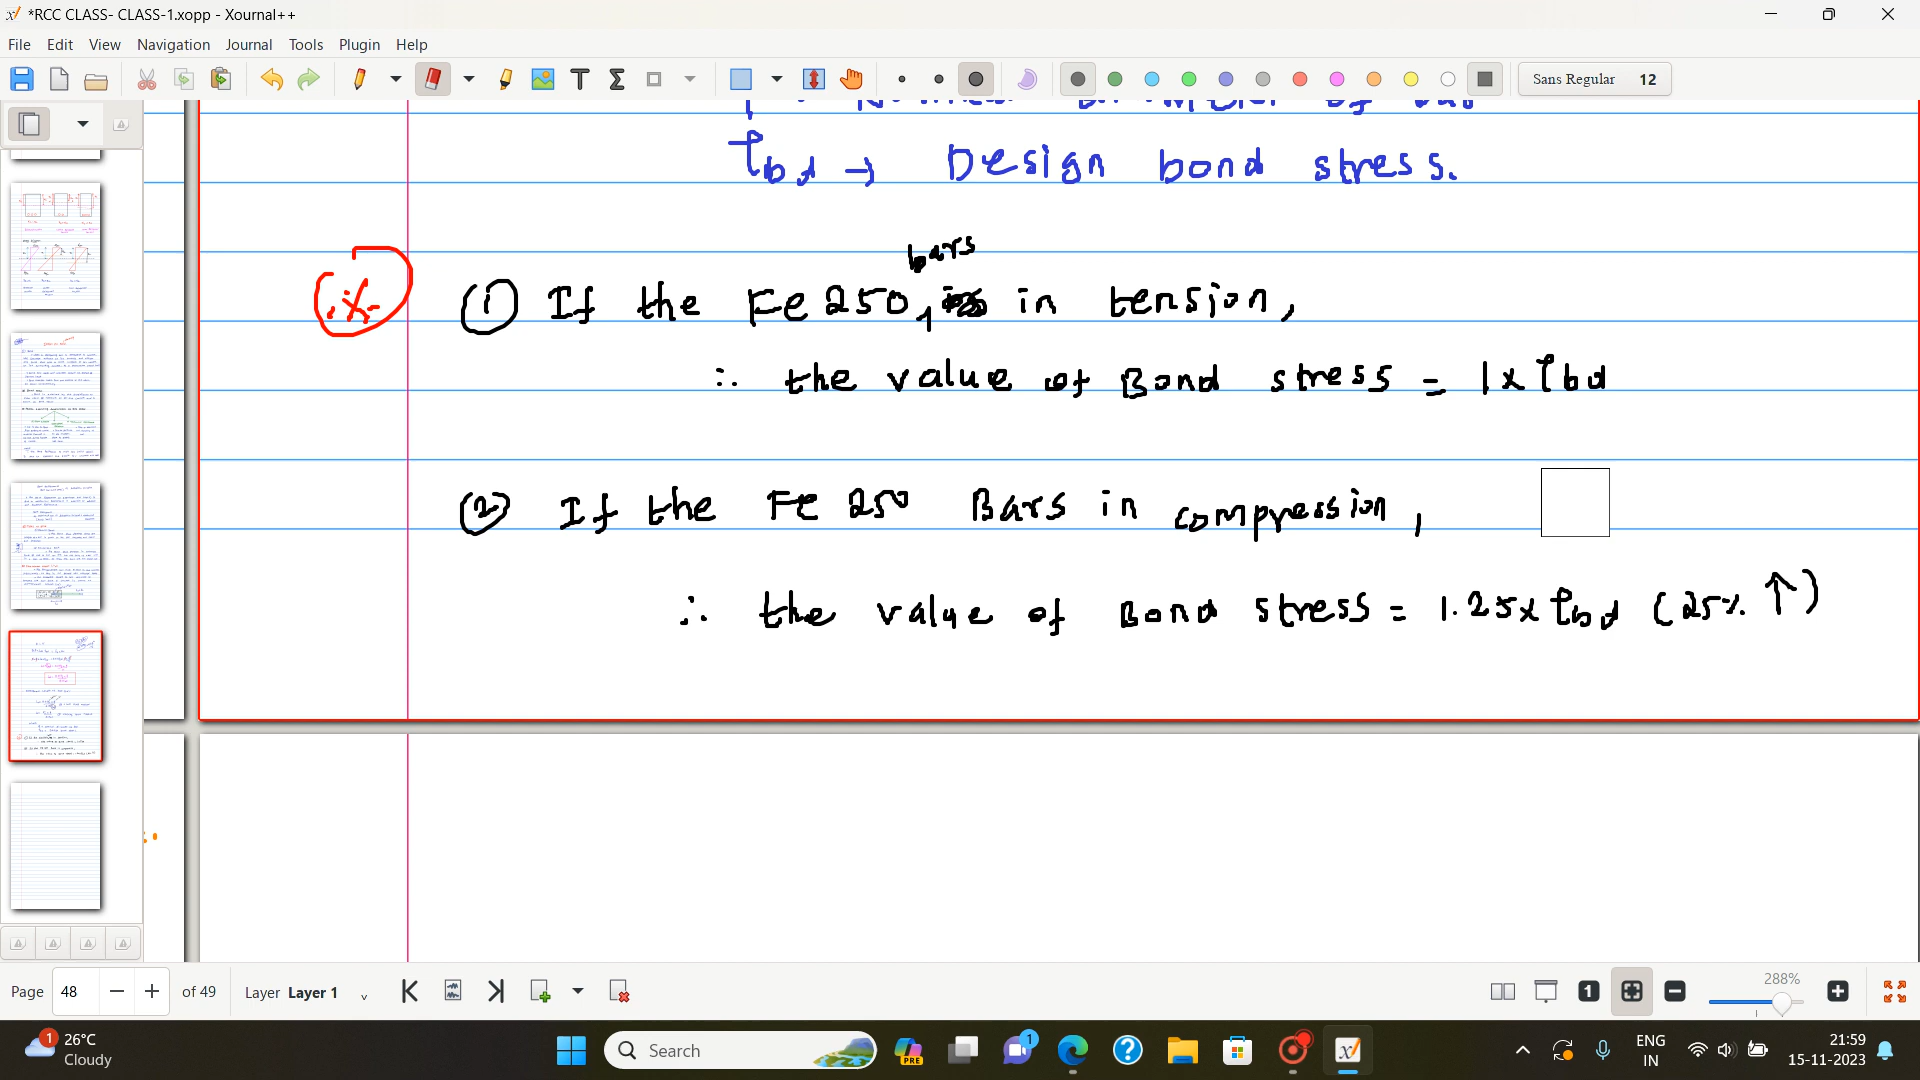 *RCC CLASS- CLASS-1.xopp - Xournal++
File Edit View Navigation Journal Tools Plugin Help
Sans Regular 12
τbd → Design bond stress.
bars
(1) If the Fe 250, in tension,
∴ the value of Bond stress = 1 x τbd
(2) If the Fe 250 Bars in compression,
∴ the value of Bond stress = 1.25x τbd (25% ↑)
Page 48 of 49 Layer Layer 1
288%
1 26°C
Cloudy
Search
PRE
1
ENG
IN
21:59
15-11-2023